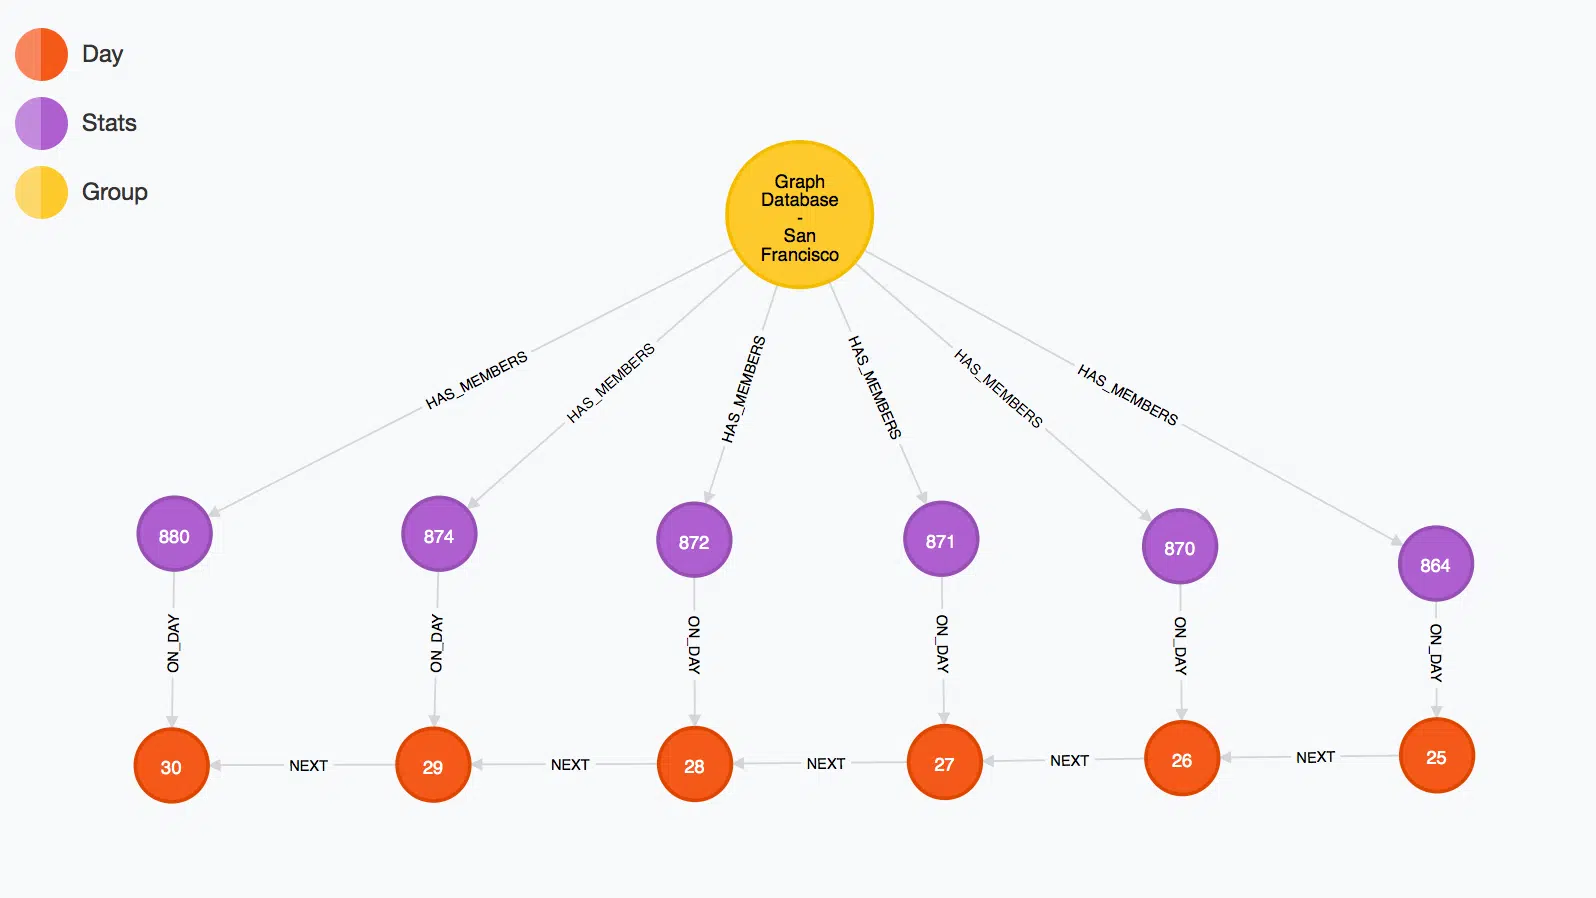 Day
Stats
Group
Graph
Database
-
San
Francisco
HAS_MEMBERS
HAS_MEMBERS
HAS_MEMBERS
HAS_MEMBERS
HAS_MEMBERS
HAS_MEMBERS
880
874
872
871
870
864
ON_DAY
ON_DAY
ON_DAY
ON_DAY
ON_DAY
ON_DAY
30
NEXT
29
NEXT
28
NEXT
27
NEXT
26
NEXT
25